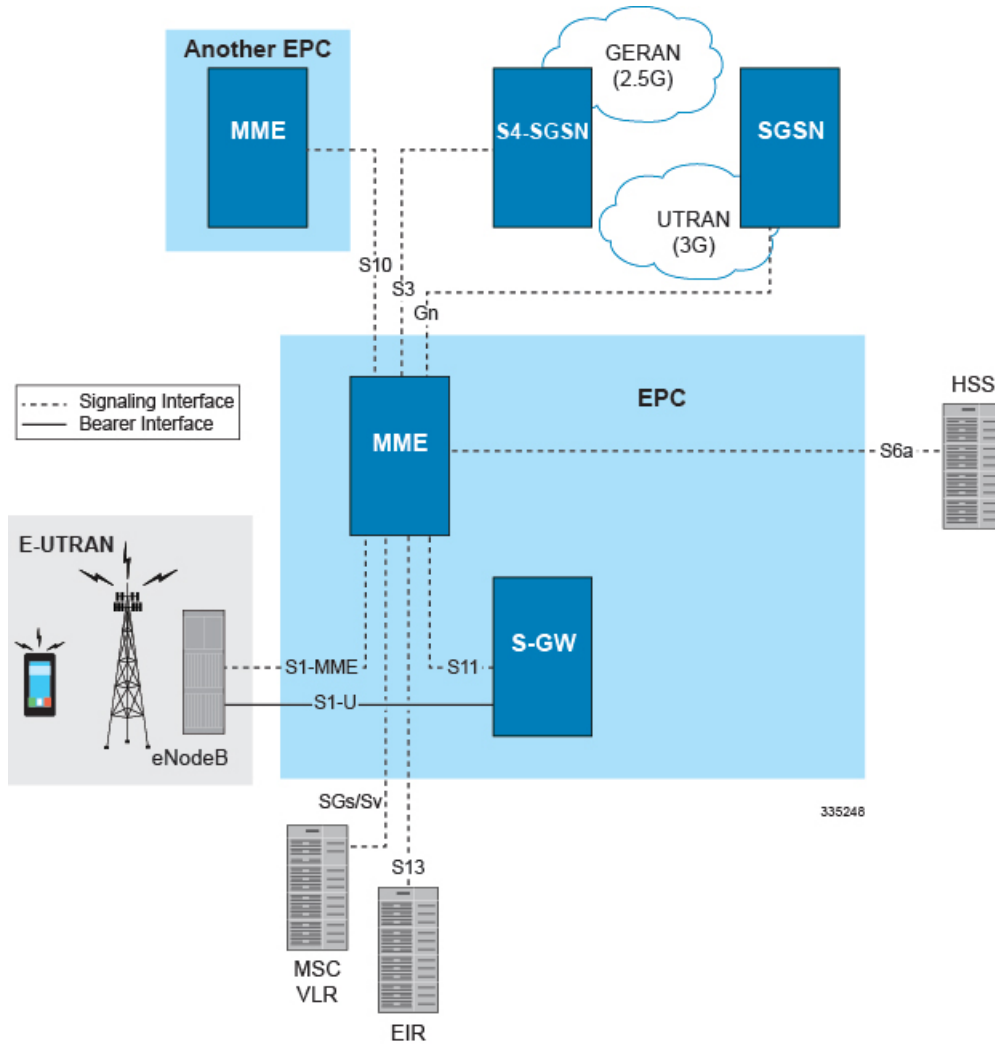 Another EPC
MME
GERAN
(2.5G)
S4-SGSN
SGSN
UTRAN
(3G)
S10
S3
Gn
Signaling Interface
Bearer Interface
EPC
MME
HSS
S6a
E-UTRAN
S-GW
S1-MME
S11
S1-U
eNodeB
SGs/Sv
335248
S13
MSC
VLR
EIR